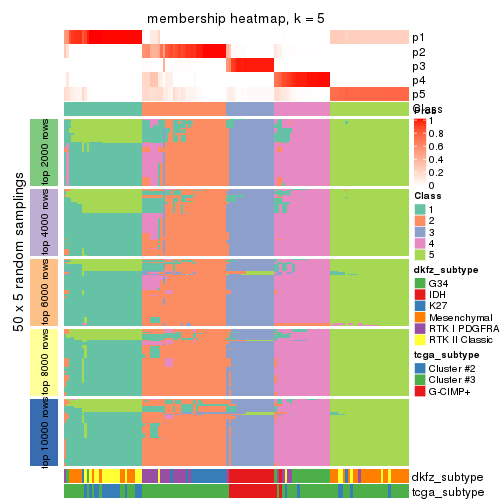 membership heatmap, k = 5
p1
p2
p3
p4
p5
Class
Prob
1
0.8
0.6
0.4
0.2
0
Class
1
2
3
4
5
dkfz_subtype
G34
IDH
K27
Mesenchymal
RTK I PDGFRA
RTK II Classic
tcga_subtype
Cluster #2
Cluster #3
G-CIMP+
50 x 5 random samplings
top 2000 rows
top 4000 rows
top 6000 rows
top 8000 rows
top 10000 rows
dkfz_subtype
tcga_subtype